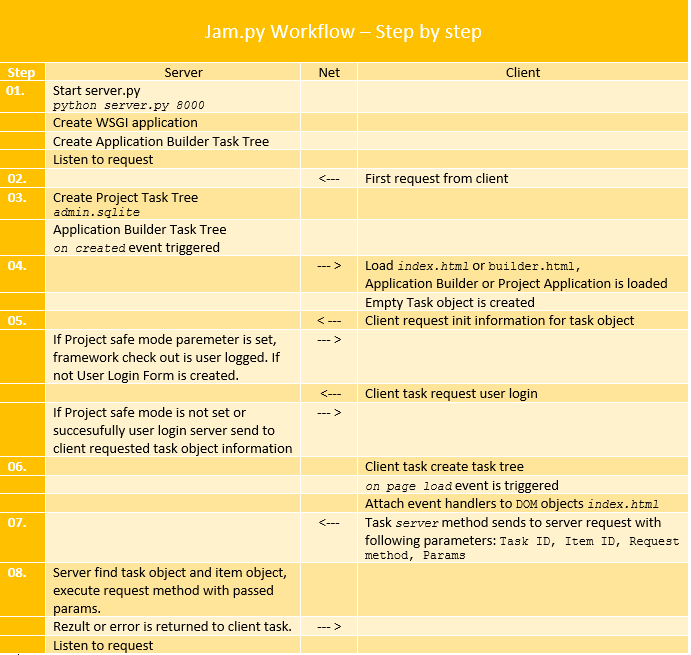 Jam.py Workflow – Step by step
Step Server Net Client
01. Start server.py
python server.py 8000
Create WSGI application
Create Application Builder Task Tree
Listen to request
02. <--- First request from client
03. Create Project Task Tree
admin.sqlite
Application Builder Task Tree
on created event triggered
04. --- > Load index.html or builder.html,
Application Builder or Project Application is loaded
Empty Task object is created
05. < --- Client request init information for task object
If Project safe mode paremeter is set, --- >
framework check out is user logged. If
not User Login Form is created.
<--- Client task request user login
If Project safe mode is not set or --- >
succesufully user login server send to
client requested task object information
06. Client task create task tree
on page load event is triggered
Attach event handlers to DOM objects index.html
07. <--- Task server method sends to server request with
following parameters: Task ID, Item ID, Request
method, Params
08. Server find task object and item object,
execute request method with passed
params.
Rezult or error is returned to client task. --- >
Listen to request